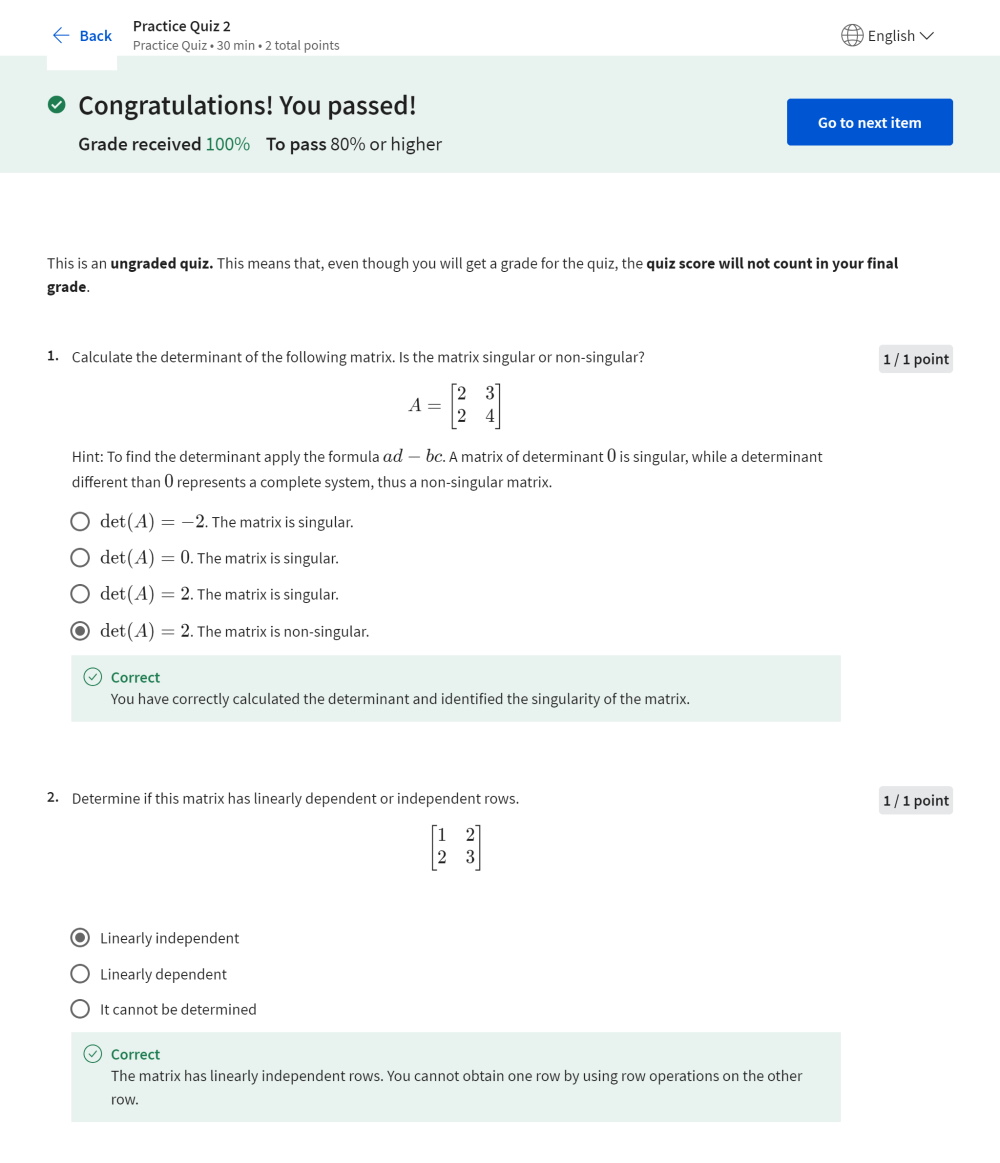 Back
Practice Quiz 2
Practice Quiz • 30 min • 2 total points
English
Congratulations! You passed!
Grade received 100% To pass 80% or higher
Go to next item
This is an ungraded quiz. This means that, even though you will get a grade for the quiz, the quiz score will not count in your final
grade.
1. Calculate the determinant of the following matrix. Is the matrix singular or non-singular?
1 / 1 point
A = [2 3
2 4]
Hint: To find the determinant apply the formula ad − bc. A matrix of determinant 0 is singular, while a determinant
different than 0 represents a complete system, thus a non-singular matrix.
det(A) = −2. The matrix is singular.
det(A) = 0. The matrix is singular.
det(A) = 2. The matrix is singular.
det(A) = 2. The matrix is non-singular.
Correct
You have correctly calculated the determinant and identified the singularity of the matrix.
2. Determine if this matrix has linearly dependent or independent rows.
1 / 1 point
[1 2
2 3]
Linearly independent
Linearly dependent
It cannot be determined
Correct
The matrix has linearly independent rows. You cannot obtain one row by using row operations on the other
row.